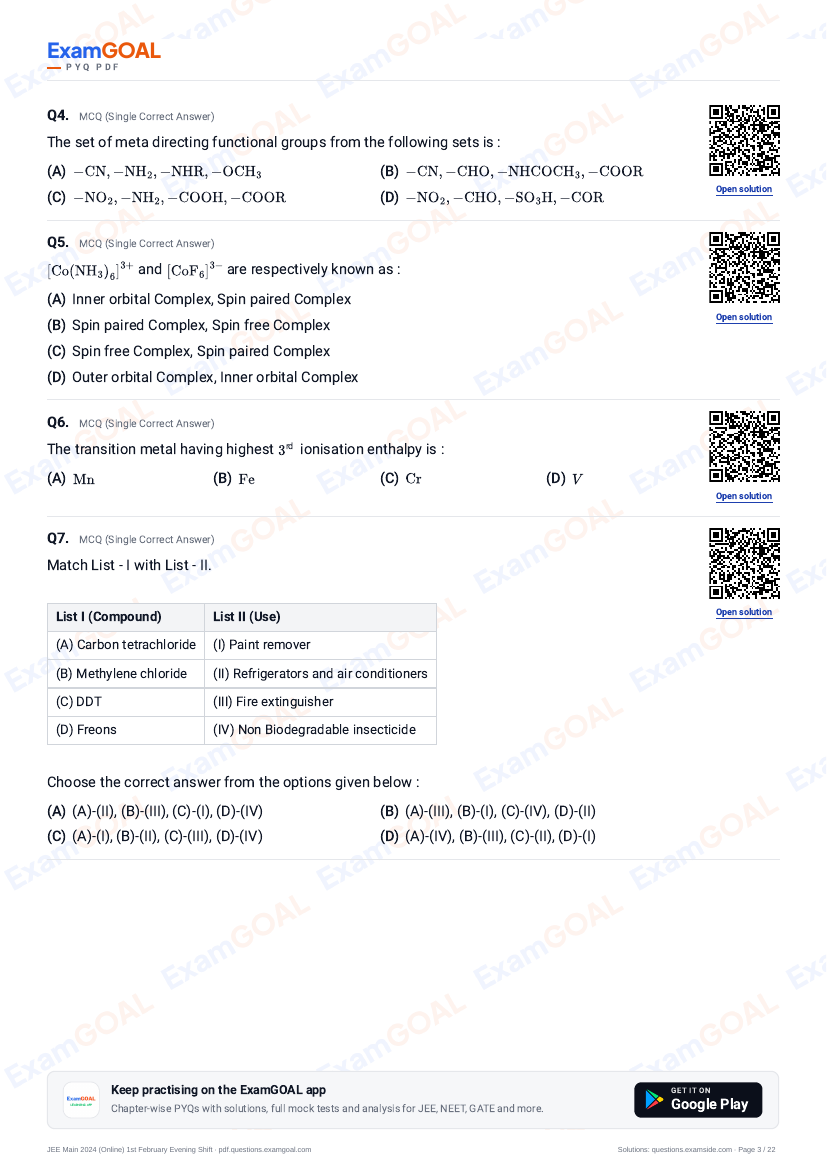 ExamGOAL
PYQ PDF
Q4. MCQ (Single Correct Answer)
The set of meta directing functional groups from the following sets is :
(A) −CN, −NH₂, −NHR, −OCH₃ (B) −CN, −CHO, −NHCOCH₃, −COOR
(C) −NO₂, −NH₂, −COOH, −COOR (D) −NO₂, −CHO, −SO₃H, −COR
Open solution
Q5. MCQ (Single Correct Answer)
[Co(NH₃)₆]³⁺ and [CoF₆]³⁻ are respectively known as :
(A) Inner orbital Complex, Spin paired Complex
(B) Spin paired Complex, Spin free Complex
(C) Spin free Complex, Spin paired Complex
(D) Outer orbital Complex, Inner orbital Complex
Open solution
Q6. MCQ (Single Correct Answer)
The transition metal having highest 3ʳᵈ ionisation enthalpy is :
(A) Mn (B) Fe (C) Cr (D) V
Open solution
Q7. MCQ (Single Correct Answer)
Match List - I with List - II.
Open solution
List I (Compound) List II (Use)
(A) Carbon tetrachloride (I) Paint remover
(B) Methylene chloride (II) Refrigerators and air conditioners
(C) DDT (III) Fire extinguisher
(D) Freons (IV) Non Biodegradable insecticide
Choose the correct answer from the options given below :
(A) (A)-(II), (B)-(III), (C)-(I), (D)-(IV) (B) (A)-(III), (B)-(I), (C)-(IV), (D)-(II)
(C) (A)-(I), (B)-(II), (C)-(III), (D)-(IV) (D) (A)-(IV), (B)-(III), (C)-(II), (D)-(I)
ExamGOAL
Keep practising on the ExamGOAL app
Chapter-wise PYQs with solutions, full mock tests and analysis for JEE, NEET, GATE and more.
GET IT ON
Google Play
JEE Main 2024 (Online) 1st February Evening Shift · pdf.questions.examgoal.com Solutions: questions.examside.com · Page 3 / 22